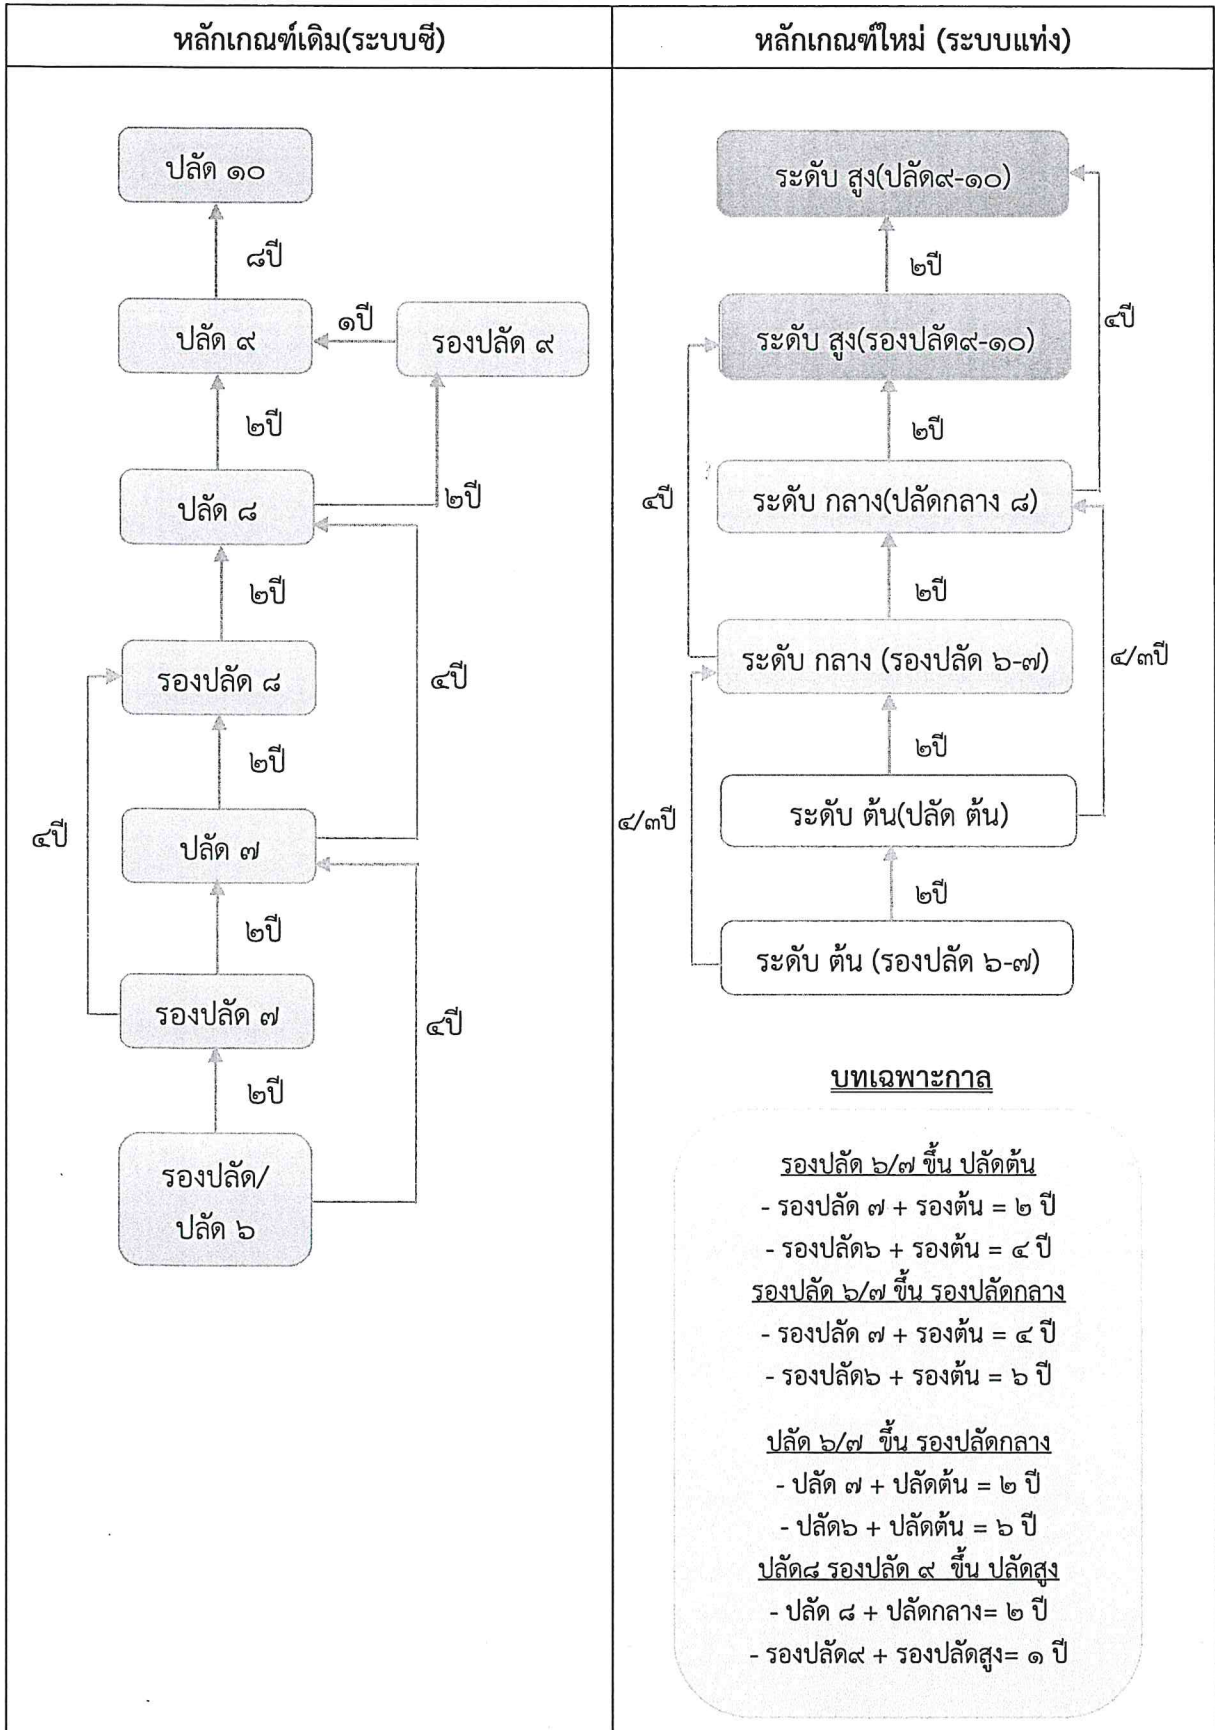 หลักเกณฑ์เดิม(ระบบซี)
ปลัด ๑๐
๘ปี
ปลัด ๙
๑ปี
รองปลัด ๙
๒ปี
๒ปี
ปลัด ๘
๒ปี
รองปลัด ๘
๔ปี
๒ปี
ปลัด ๗
๔ปี
๒ปี
รองปลัด ๗
๔ปี
๒ปี
รองปลัด/
ปลัด ๖
หลักเกณฑ์ใหม่ (ระบบแท่ง)
ระดับ สูง(ปลัด๙-๑๐)
๒ปี
๔ปี
ระดับ สูง(รองปลัด๙-๑๐)
๒ปี
๔ปี
ระดับ กลาง(ปลัดกลาง ๘)
๒ปี
ระดับ กลาง (รองปลัด ๖-๗)
๔/๓ปี
๒ปี
ระดับ ต้น(ปลัด ต้น)
๔/๓ปี
๒ปี
ระดับ ต้น (รองปลัด ๖-๗)
บทเฉพาะกาล
รองปลัด ๖/๗ ขึ้น ปลัดต้น
- รองปลัด ๗ + รองต้น = ๒ ปี
- รองปลัด๖ + รองต้น = ๔ ปี
รองปลัด ๖/๗ ขึ้น รองปลัดกลาง
- รองปลัด ๗ + รองต้น = ๔ ปี
- รองปลัด๖ + รองต้น = ๖ ปี
ปลัด ๖/๗ ขึ้น รองปลัดกลาง
- ปลัด ๗ + ปลัดต้น = ๒ ปี
- ปลัด๖ + ปลัดต้น = ๖ ปี
ปลัด๘ รองปลัด ๙ ขึ้น ปลัดสูง
- ปลัด ๘ + ปลัดกลาง= ๒ ปี
- รองปลัด๙ + รองปลัดสูง= ๑ ปี